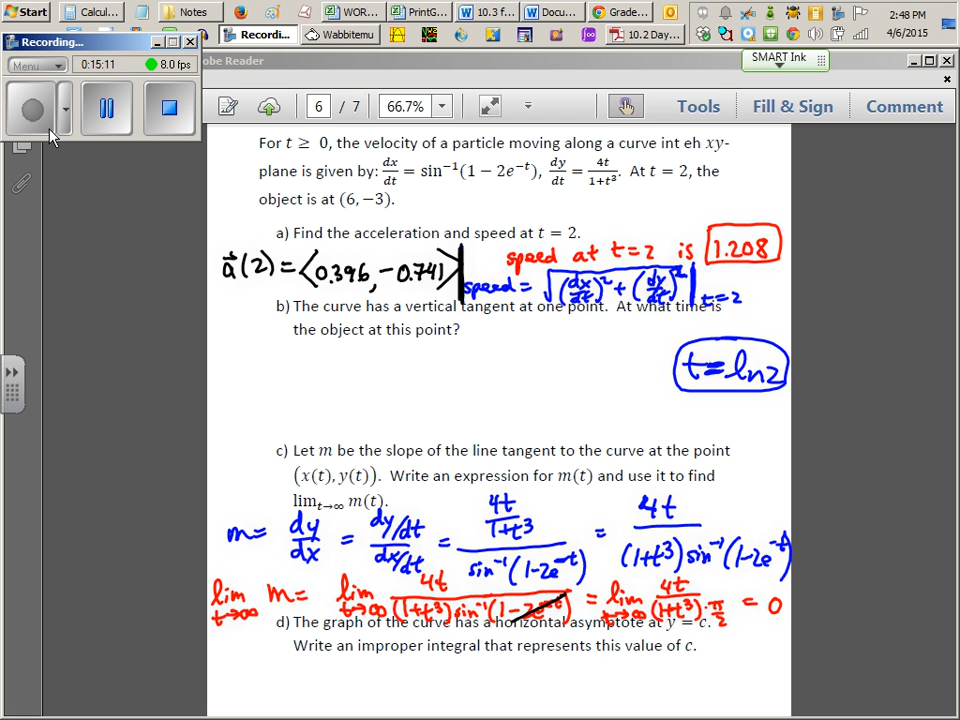 Start Calcul... Notes WOR... PrintG... 10.3 f... Docu... Grade... 2:48 PM
Recordi... Wabbitemu 10.2 Day... 4/6/2015
Recording...
Menu 0:15:11 8.0 fps
obe Reader SMART Ink
6 / 7 66.7% Tools Fill & Sign Comment
For t ≥ 0, the velocity of a particle moving along a curve int eh xy-
plane is given by: dx/dt = sin⁻¹(1 − 2e⁻ᵗ), dy/dt = 4t/(1+t³). At t = 2, the
object is at (6, −3).
a) Find the acceleration and speed at t = 2.
speed at t=2 is 1.208
a⃗(2) = ⟨0.396, −0.741⟩
speed = √((dx/dt)² + (dy/dt)²) | t=2
b) The curve has a vertical tangent at one point. At what time is
the object at this point?
t = ln2
c) Let m be the slope of the line tangent to the curve at the point
(x(t), y(t)). Write an expression for m(t) and use it to find
lim t→∞ m(t).
m = dy/dx = (dy/dt)/(dx/dt) = (4t/(1+t³))/(sin⁻¹(1-2e⁻ᵗ)) = 4t/((1+t³)sin⁻¹(1-2e⁻ᵗ))
lim t→∞ m = lim t→∞ 4t/((1+t³)sin⁻¹(1-2e⁻ᵗ)) = lim t→∞ 4t/((1+t³)·π/2) = 0
d) The graph of the curve has a horizontal asymptote at y = c.
Write an improper integral that represents this value of c.